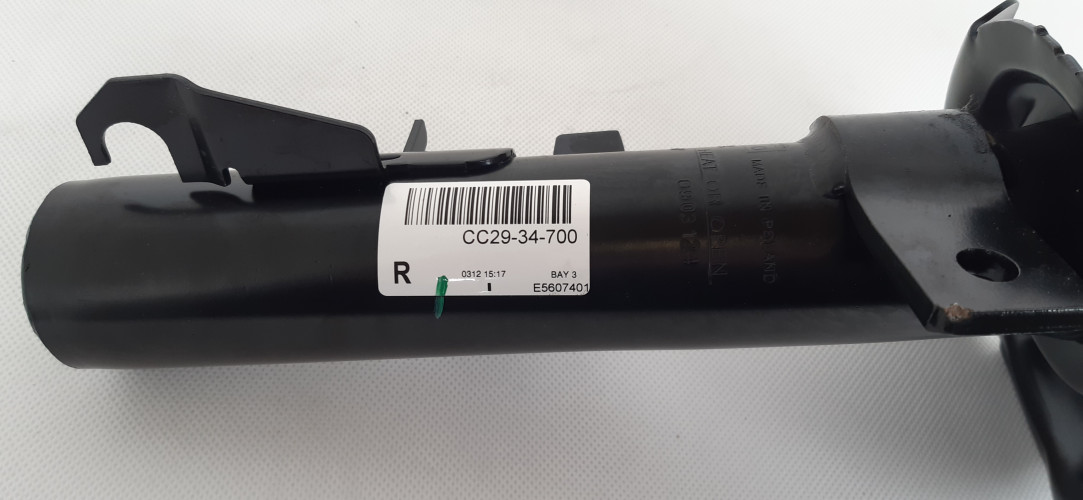 CC29-34-700
R
0312 15:17
BAY 3
E5607401
MADE IN POLAND